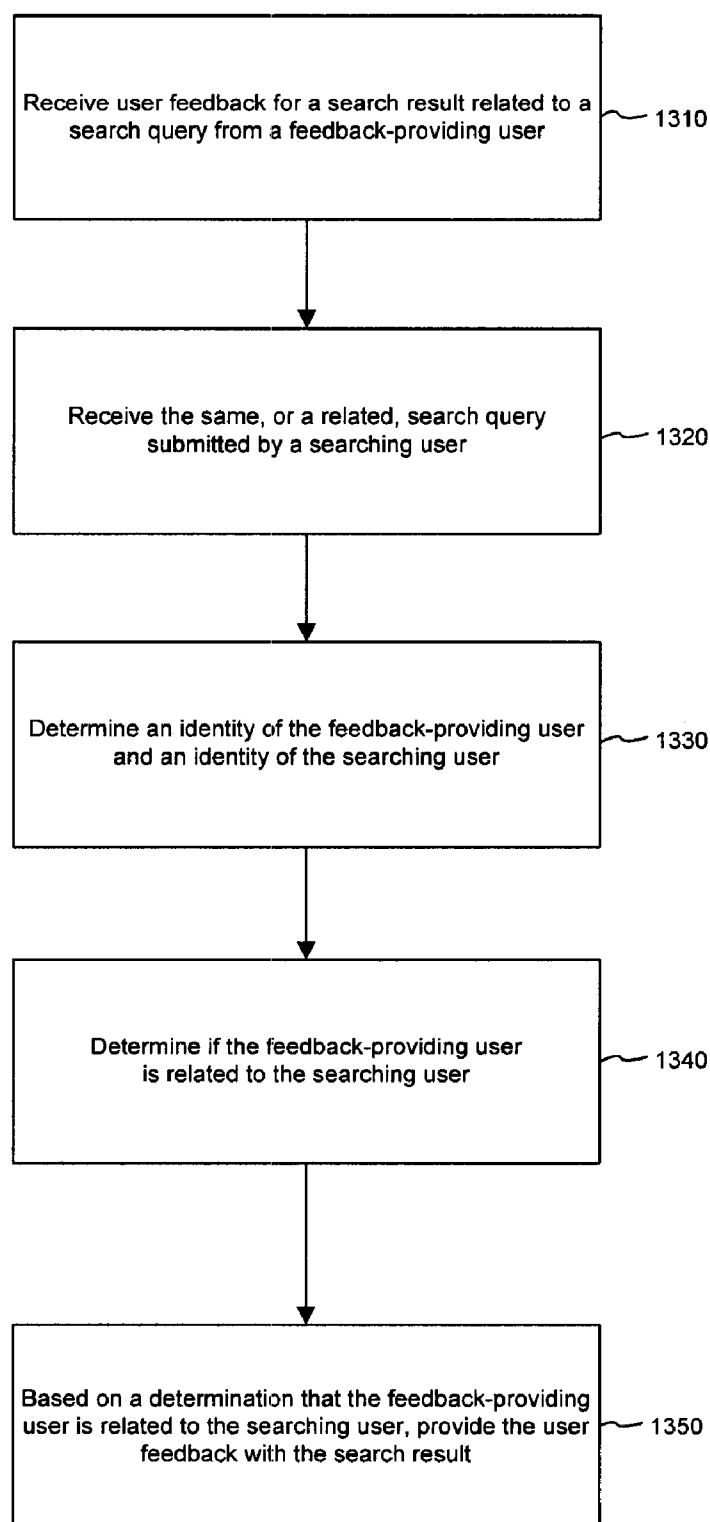 Receive user feedback for a search result related to a
search query from a feedback-providing user
1310
Receive the same, or a related, search query
submitted by a searching user
1320
Determine an identity of the feedback-providing user
and an identity of the searching user
1330
Determine if the feedback-providing user
is related to the searching user
1340
Based on a determination that the feedback-providing
user is related to the searching user, provide the user
feedback with the search result
1350